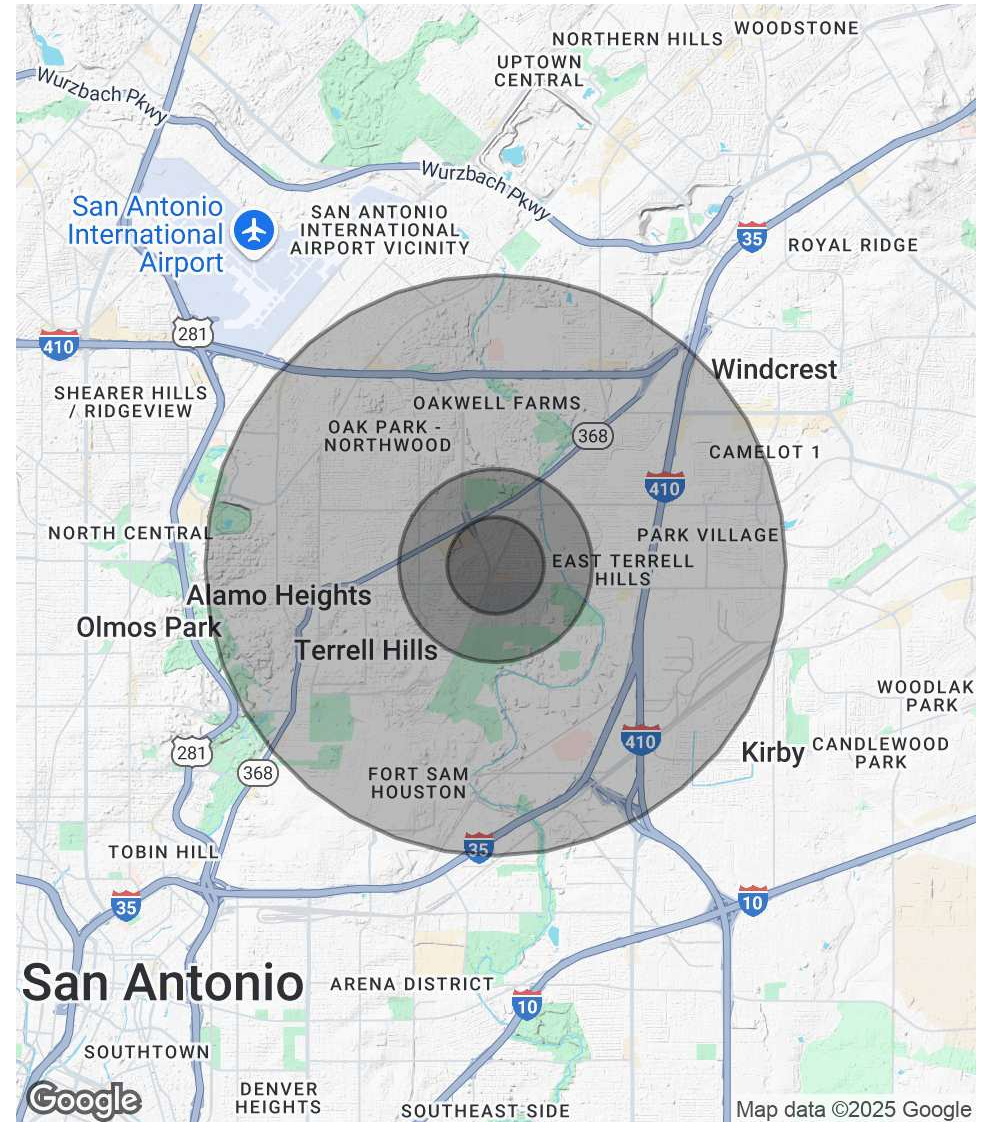 WOODSTONE
NORTHERN HILLS
UPTOWN
CENTRAL
Wurzbach Pkwy
Wurzbach Pkwy
San Antonio
International
Airport
SAN ANTONIO
INTERNATIONAL
AIRPORT VICINITY
35
ROYAL RIDGE
281
410
Windcrest
SHEARER HILLS
/ RIDGEVIEW
OAKWELL FARMS
OAK PARK -
NORTHWOOD
368
CAMELOT 1
410
NORTH CENTRAL
PARK VILLAGE
EAST TERRELL
HILLS
Alamo Heights
Olmos Park
Terrell Hills
WOODLAK
PARK
410
281
Kirby
CANDLEWOOD
PARK
368
FORT SAM
HOUSTON
35
TOBIN HILL
35
10
San Antonio
ARENA DISTRICT
10
SOUTHTOWN
DENVER
HEIGHTS
SOUTHEAST SIDE
Google
Map data ©2025 Google